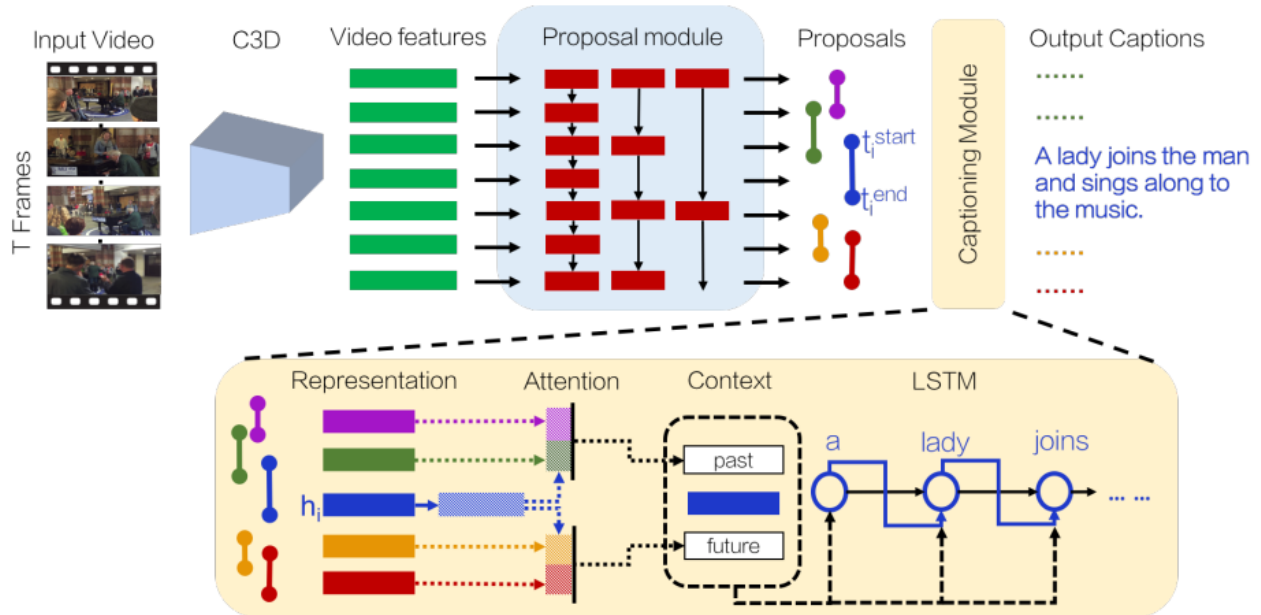 Input Video
C3D
Video features
Proposal module
Proposals
Output Captions
T Frames
t_i^start
t_i^end
Captioning Module
......
......
A lady joins the man
and sings along to
the music.
......
......
Representation
Attention
Context
LSTM
h_i
past
future
a
lady
joins
... ...